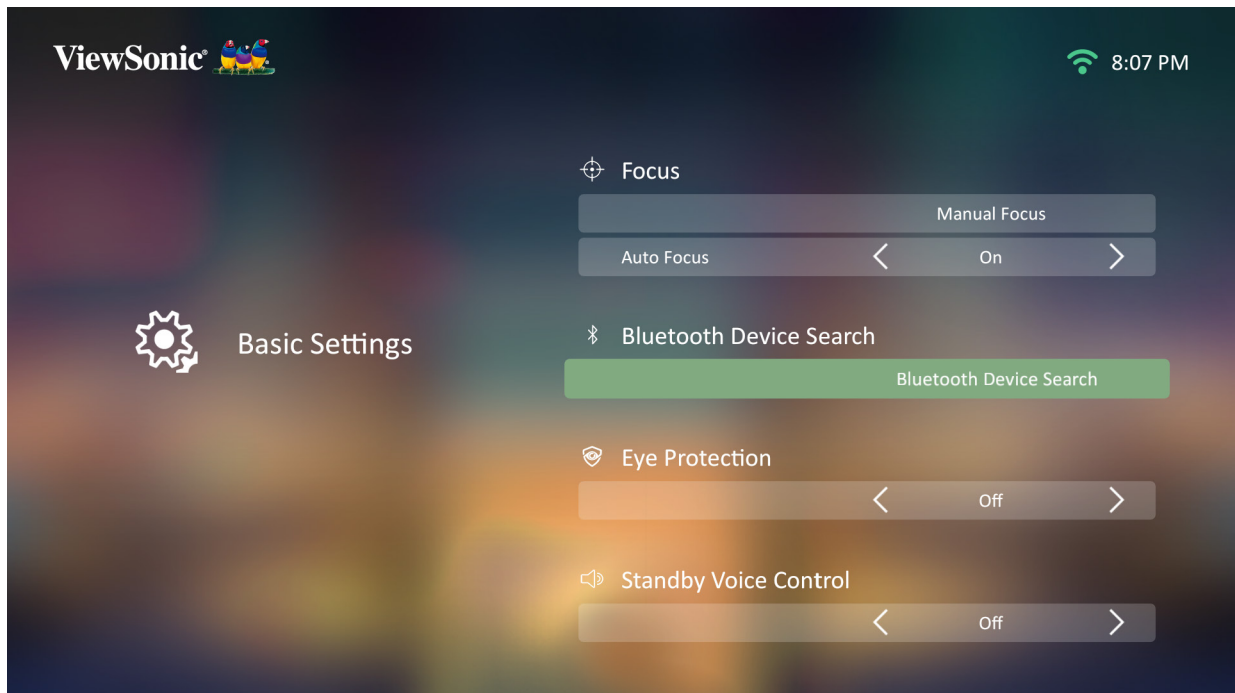 ViewSonic®
8:07 PM
Focus
Manual Focus
Auto Focus On
Basic Settings
Bluetooth Device Search
Bluetooth Device Search
Eye Protection
Off
Standby Voice Control
Off